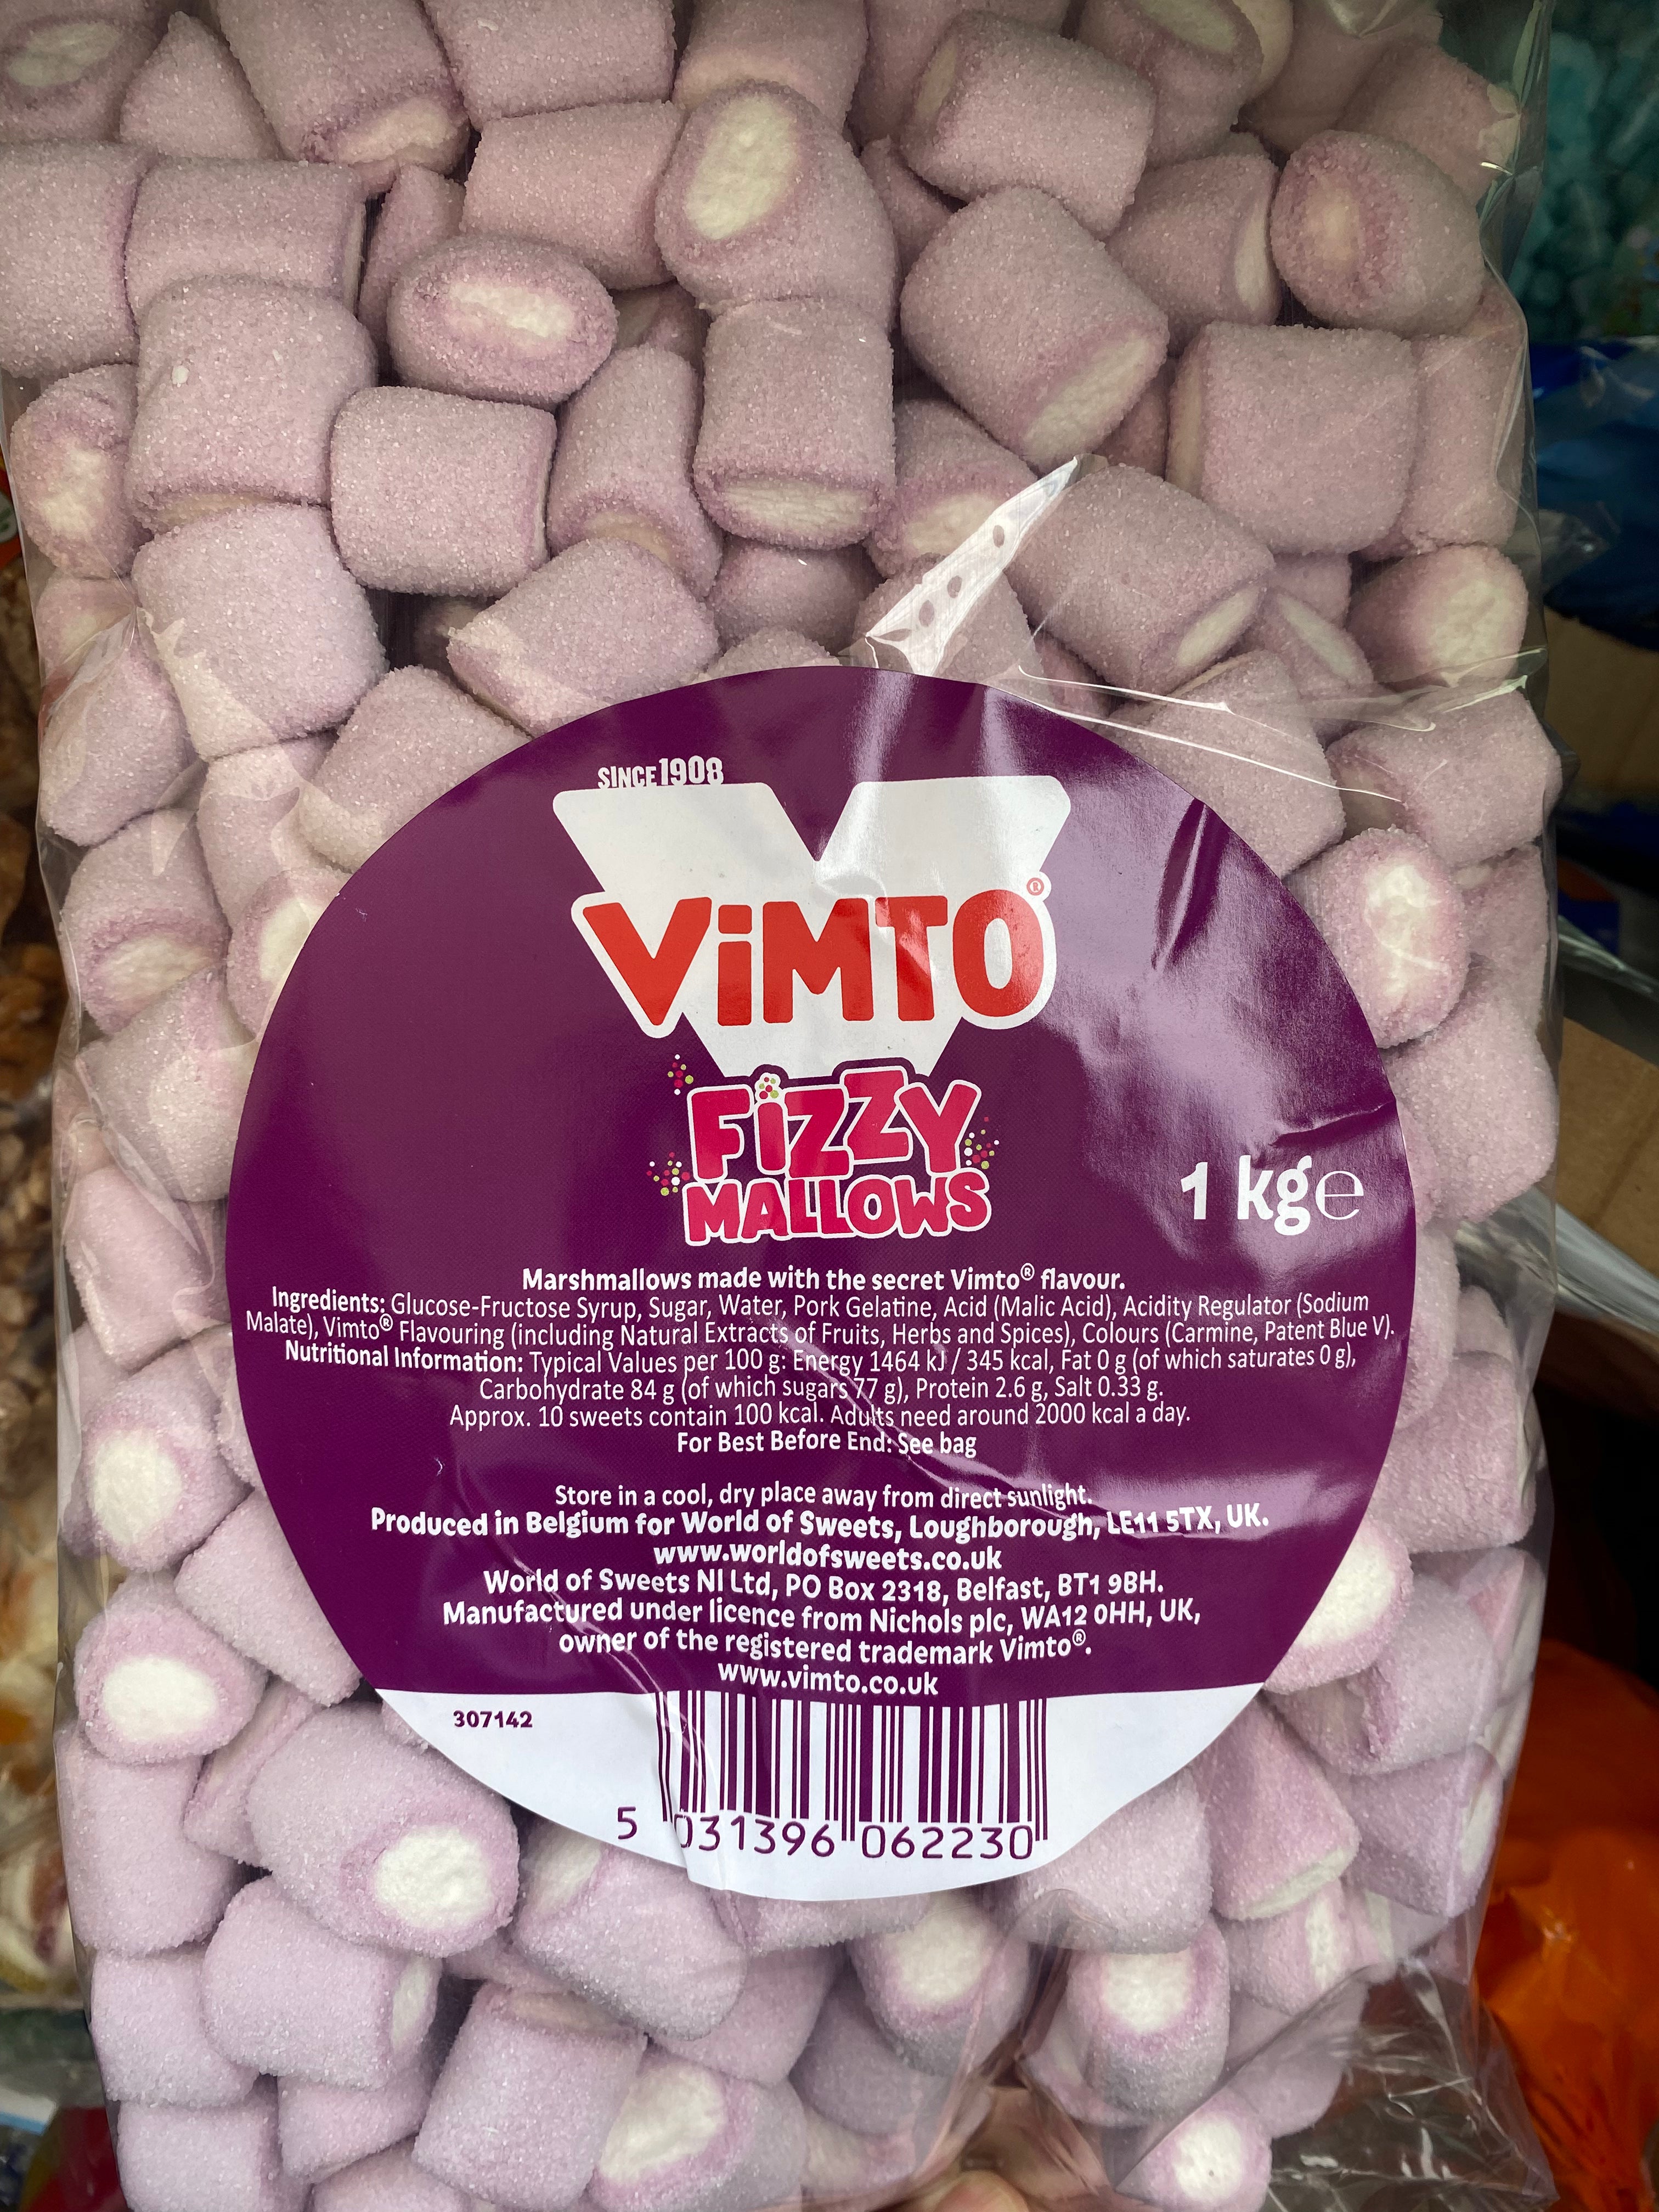 SINCE 1908
ViMTO®
FiZZY
MALLOWS
1 kg℮
Marshmallows made with the secret Vimto® flavour.
Ingredients: Glucose-Fructose Syrup, Sugar, Water, Pork Gelatine, Acid (Malic Acid), Acidity Regulator (Sodium
Malate), Vimto® Flavouring (including Natural Extracts of Fruits, Herbs and Spices), Colours (Carmine, Patent Blue V).
Nutritional Information: Typical Values per 100 g: Energy 1464 kJ / 345 kcal, Fat 0 g (of which saturates 0 g),
Carbohydrate 84 g (of which sugars 77 g), Protein 2.6 g, Salt 0.33 g.
Approx. 10 sweets contain 100 kcal. Adults need around 2000 kcal a day.
For Best Before End: See bag
Store in a cool, dry place away from direct sunlight.
Produced in Belgium for World of Sweets, Loughborough, LE11 5TX, UK.
www.worldofsweets.co.uk
World of Sweets NI Ltd, PO Box 2318, Belfast, BT1 9BH.
Manufactured under licence from Nichols plc, WA12 0HH, UK,
owner of the registered trademark Vimto®.
www.vimto.co.uk
307142
5 031396 062230